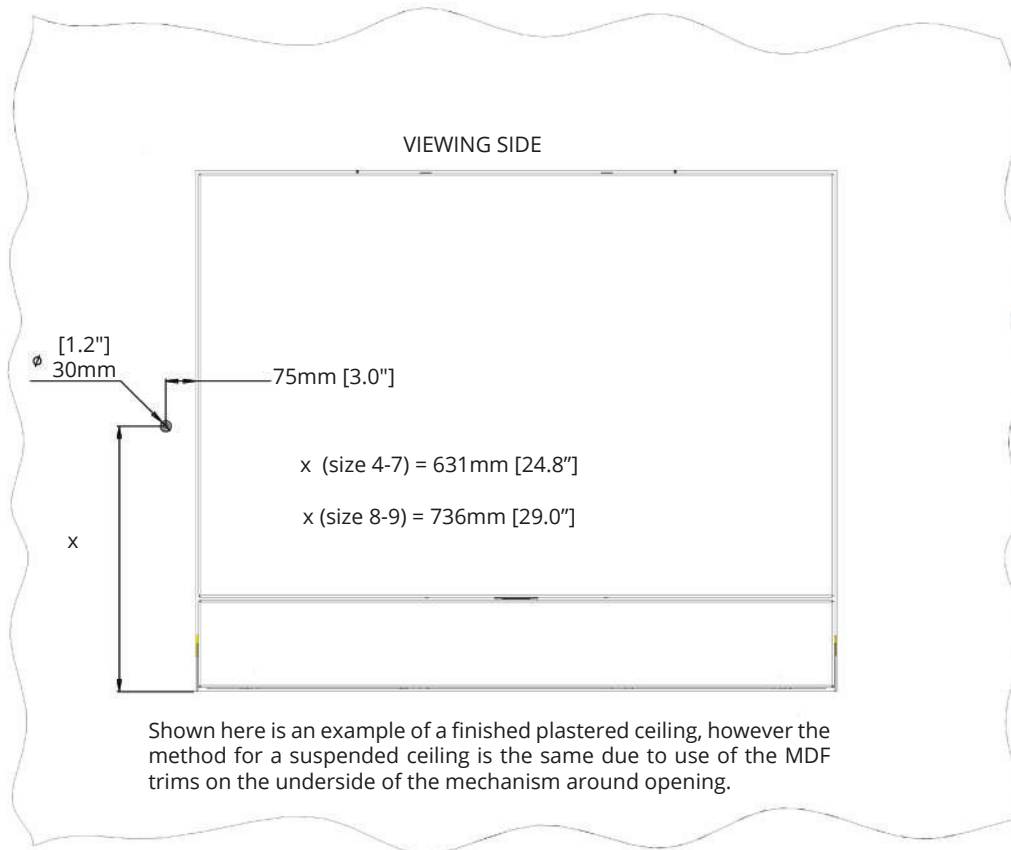 VIEWING SIDE
[1.2"]
ø 30mm
75mm [3.0"]
x (size 4-7) = 631mm [24.8”]
x (size 8-9) = 736mm [29.0”]
x
Shown here is an example of a finished plastered ceiling, however the
method for a suspended ceiling is the same due to use of the MDF
trims on the underside of the mechanism around opening.